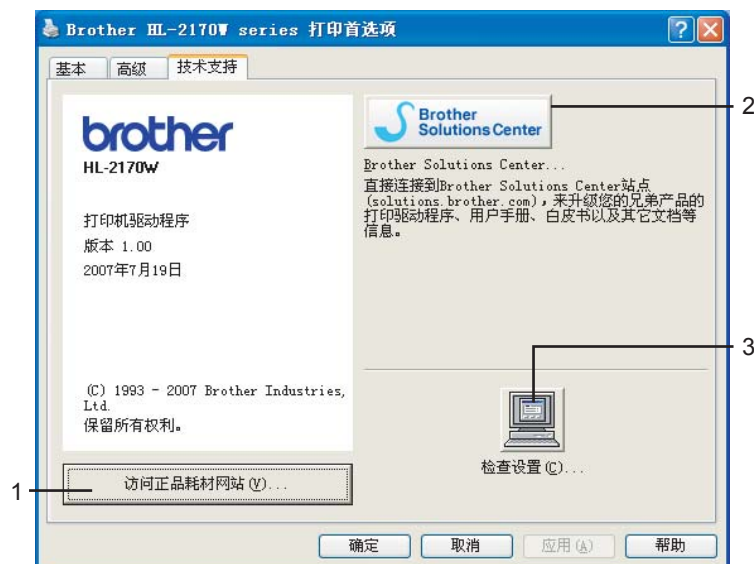 Brother HL-2170W series 打印首选项
基本 高级 技术支持
brother
HL-2170W
打印机驱动程序
版本 1.00
2007年7月19日
(C) 1993 - 2007 Brother Industries,
Ltd.
保留所有权利。
访问正品耗材网站(V)...
1
Brother
Solutions Center
2
Brother Solutions Center...
直接连接到Brother Solutions Center站点
(solutions.brother.com)，来升级您的兄弟产品的
打印驱动程序、用户手册、白皮书以及其它文档等
信息。
3
检查设置(C)...
确定 取消 应用(A) 帮助